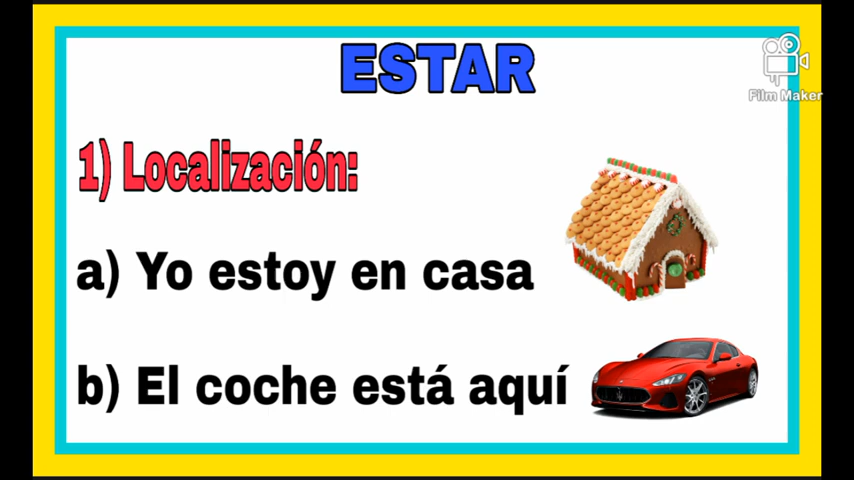 ESTAR
Film Maker
1) Localización:
a) Yo estoy en casa
b) El coche está aquí